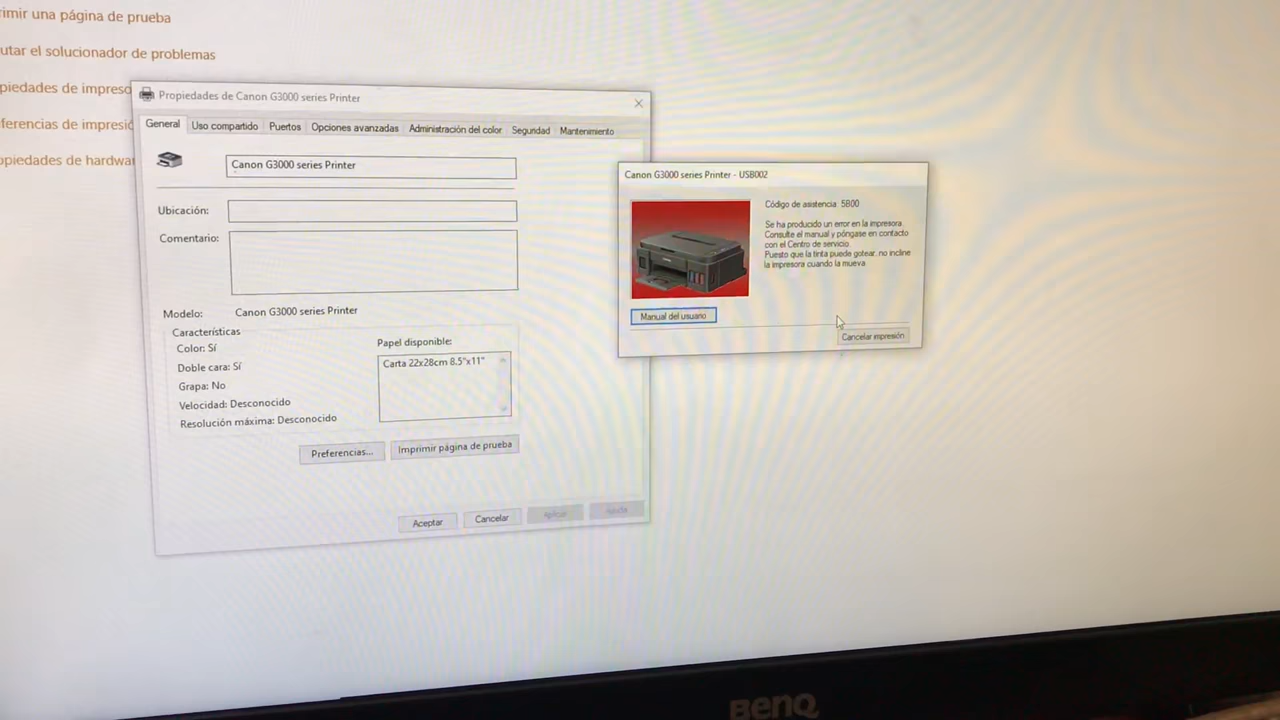 rimir una página de prueba
utar el solucionador de problemas
piedades de impreso
ferencias de impresió
opiedades de hardwar
Propiedades de Canon G3000 series Printer
General Uso compartido Puertos Opciones avanzadas Administración del color Seguridad Mantenimiento
Canon G3000 series Printer
Ubicación:
Comentario:
Modelo: Canon G3000 series Printer
Características
Color: Sí
Doble cara: Sí
Grapa: No
Velocidad: Desconocido
Resolución máxima: Desconocido
Papel disponible:
Carta 22x28cm 8.5"x11"
Preferencias... Imprimir página de prueba
Aceptar Cancelar Aplicar Ayuda
Canon G3000 series Printer - USB002
Código de asistencia 5B00
Se ha producido un error en la impresora.
Consulte el manual y póngase en contacto
con el Centro de servicio.
Puesto que la tinta puede gotear, no incline
la impresora cuando la mueva.
Manual del usuario
Cancelar impresión
BenQ